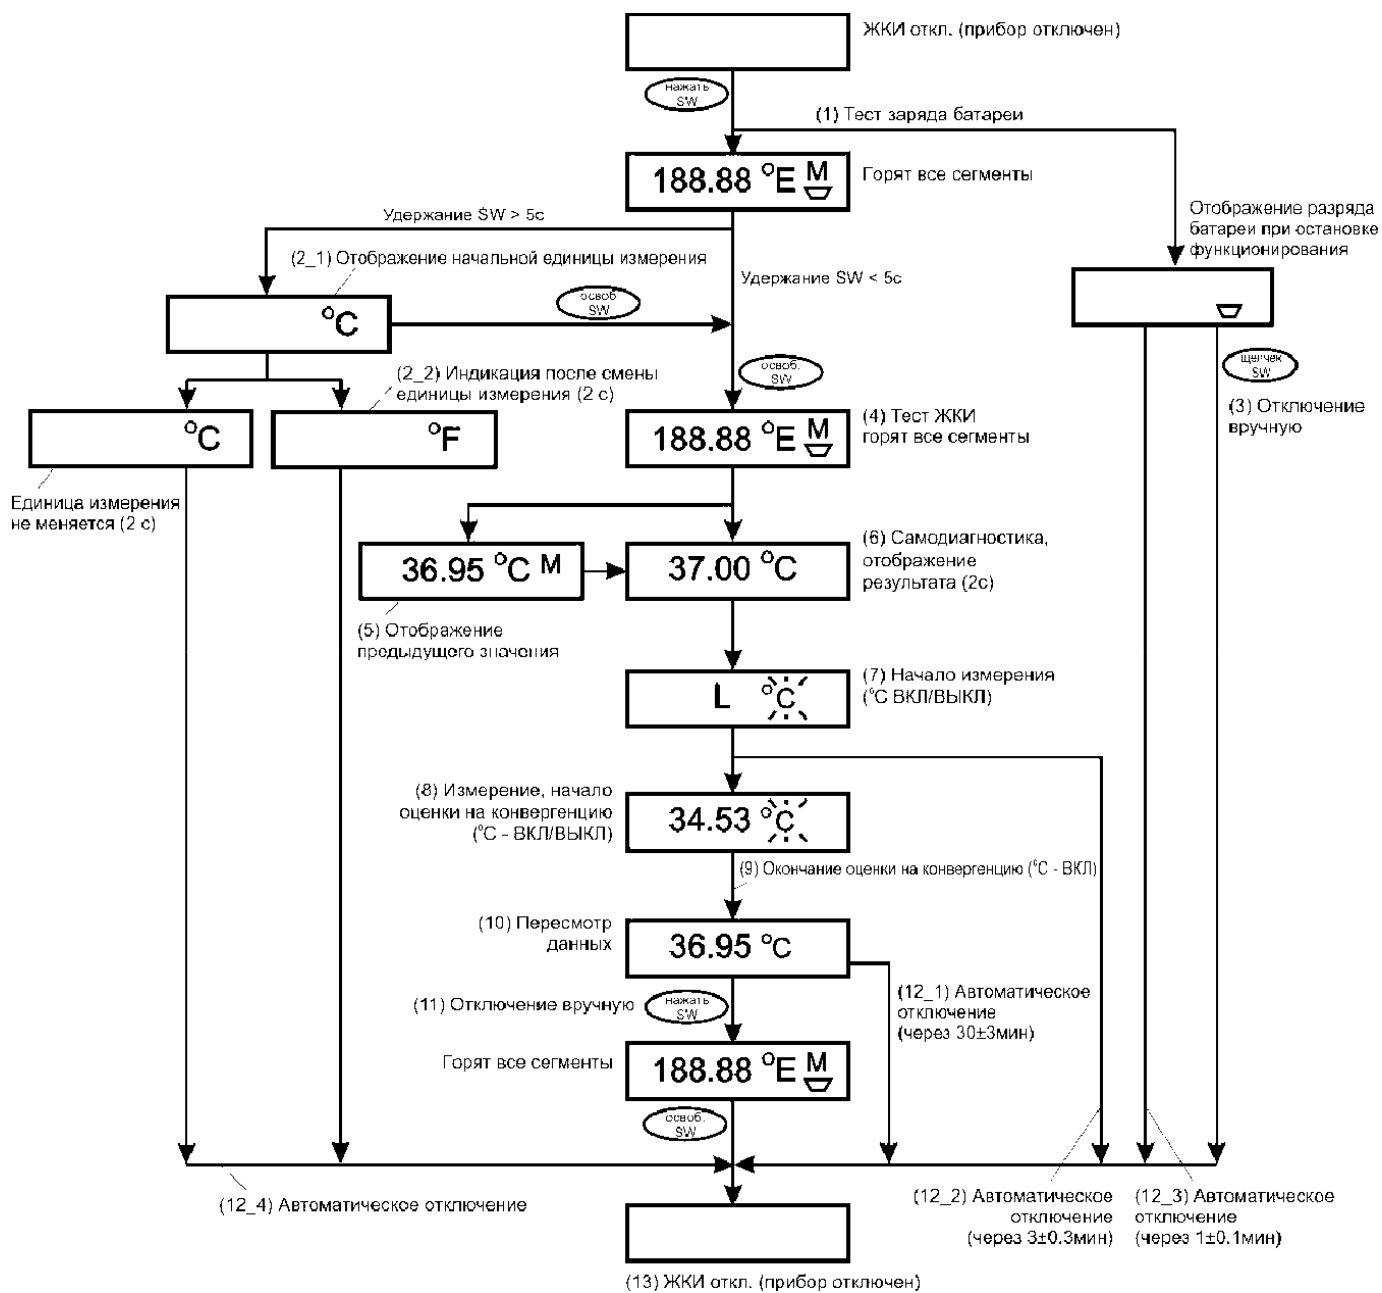 ЖКИ откл. (прибор отключен)
нажать
SW
(1) Тест заряда батареи
188.88 °E M
Горят все сегменты
Удержание SW > 5с
Отображение разряда
батареи при остановке
функционирования
(2_1) Отображение начальной единицы измерения
Удержание SW < 5с
°C
освоб
SW
(2_2) Индикация после смены
единицы измерения (2 с)
освоб.
SW
щелчек
SW
(3) Отключение
вручную
°C
°F
188.88 °E M
(4) Тест ЖКИ
горят все сегменты
Единица измерения
не меняется (2 с)
36.95 °C M
37.00 °C
(6) Самодиагностика,
отображение
результата (2с)
(5) Отображение
предыдущего значения
L °C
(7) Начало измерения
(°С ВКЛ/ВЫКЛ)
(8) Измерение, начало
оценки на конвергенцию
(°С - ВКЛ/ВЫКЛ)
34.53 °C
(9) Окончание оценки на конвергенцию (°С - ВКЛ)
(10) Пересмотр
данных
36.95 °C
(11) Отключение вручную
нажать
SW
(12_1) Автоматическое
отключение
(через 30±3мин)
Горят все сегменты
188.88 °E M
освоб.
SW
(12_4) Автоматическое отключение
(12_2) Автоматическое
отключение
(через 3±0.3мин)
(12_3) Автоматическое
отключение
(через 1±0.1мин)
(13) ЖКИ откл. (прибор отключен)